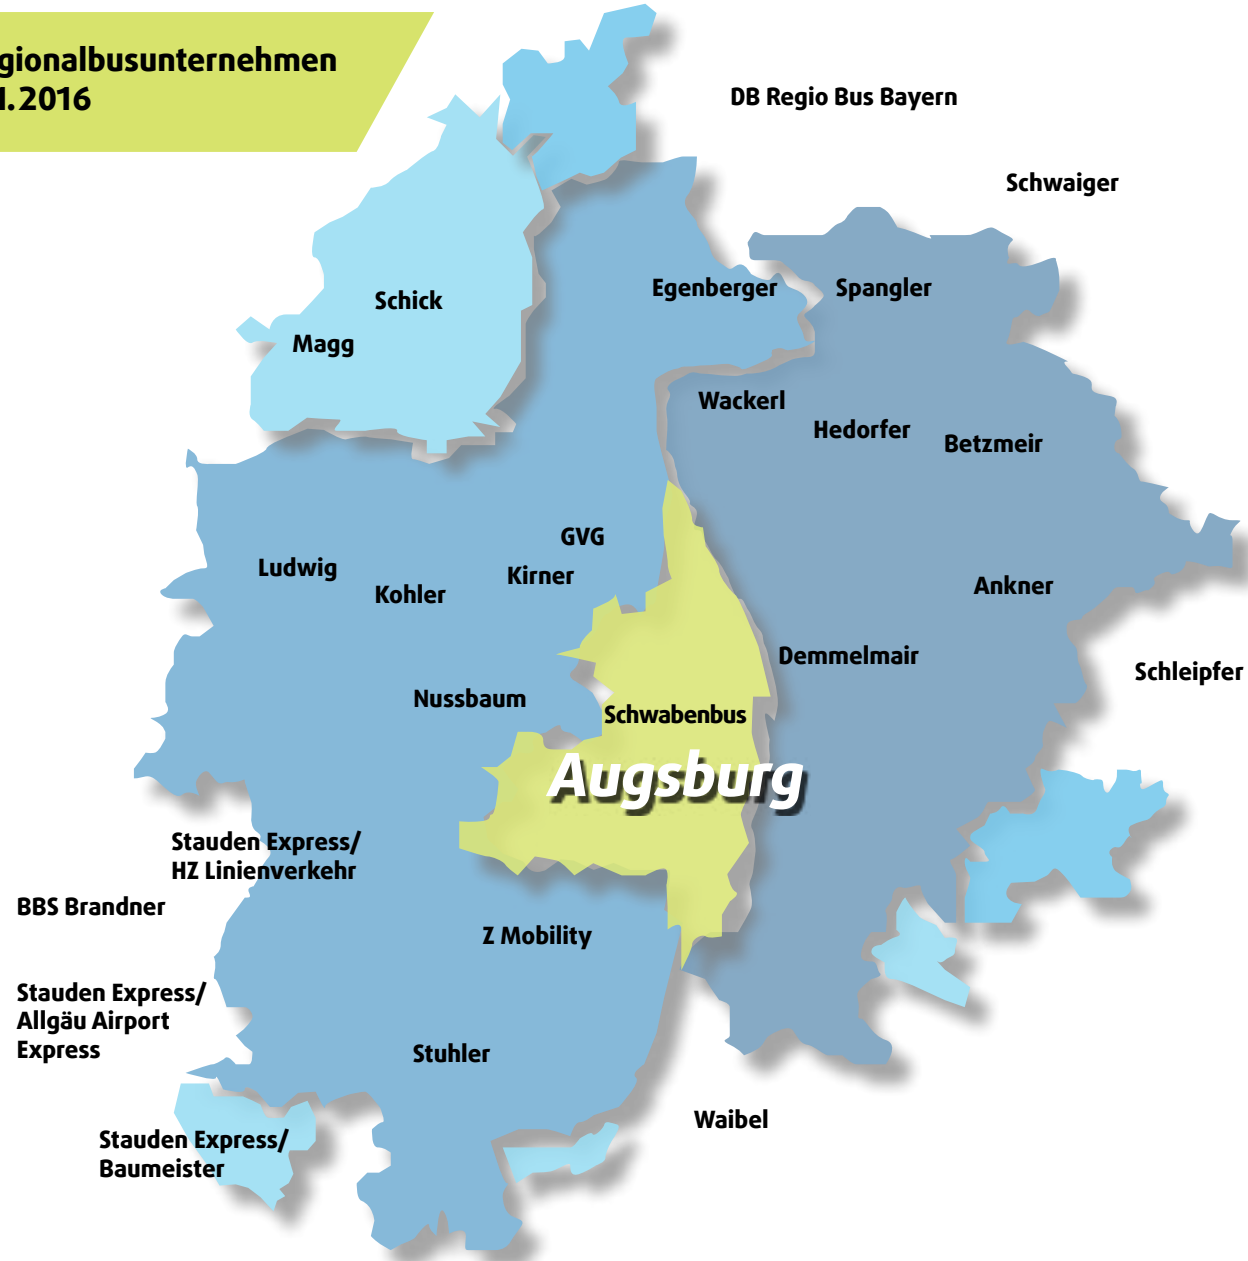 gionalbusunternehmen
.2016
DB Regio Bus Bayern
Schwaiger
Egenberger
Spangler
Schick
Magg
Wackerl
Hedorfer
Betzmeir
GVG
Ludwig
Kirner
Kohler
Ankner
Demmelmair
Schleipfer
Nussbaum
Schwabenbus
Augsburg
Stauden Express/
HZ Linienverkehr
BBS Brandner
Z Mobility
Stauden Express/
Allgäu Airport
Express
Stuhler
Waibel
Stauden Express/
Baumeister